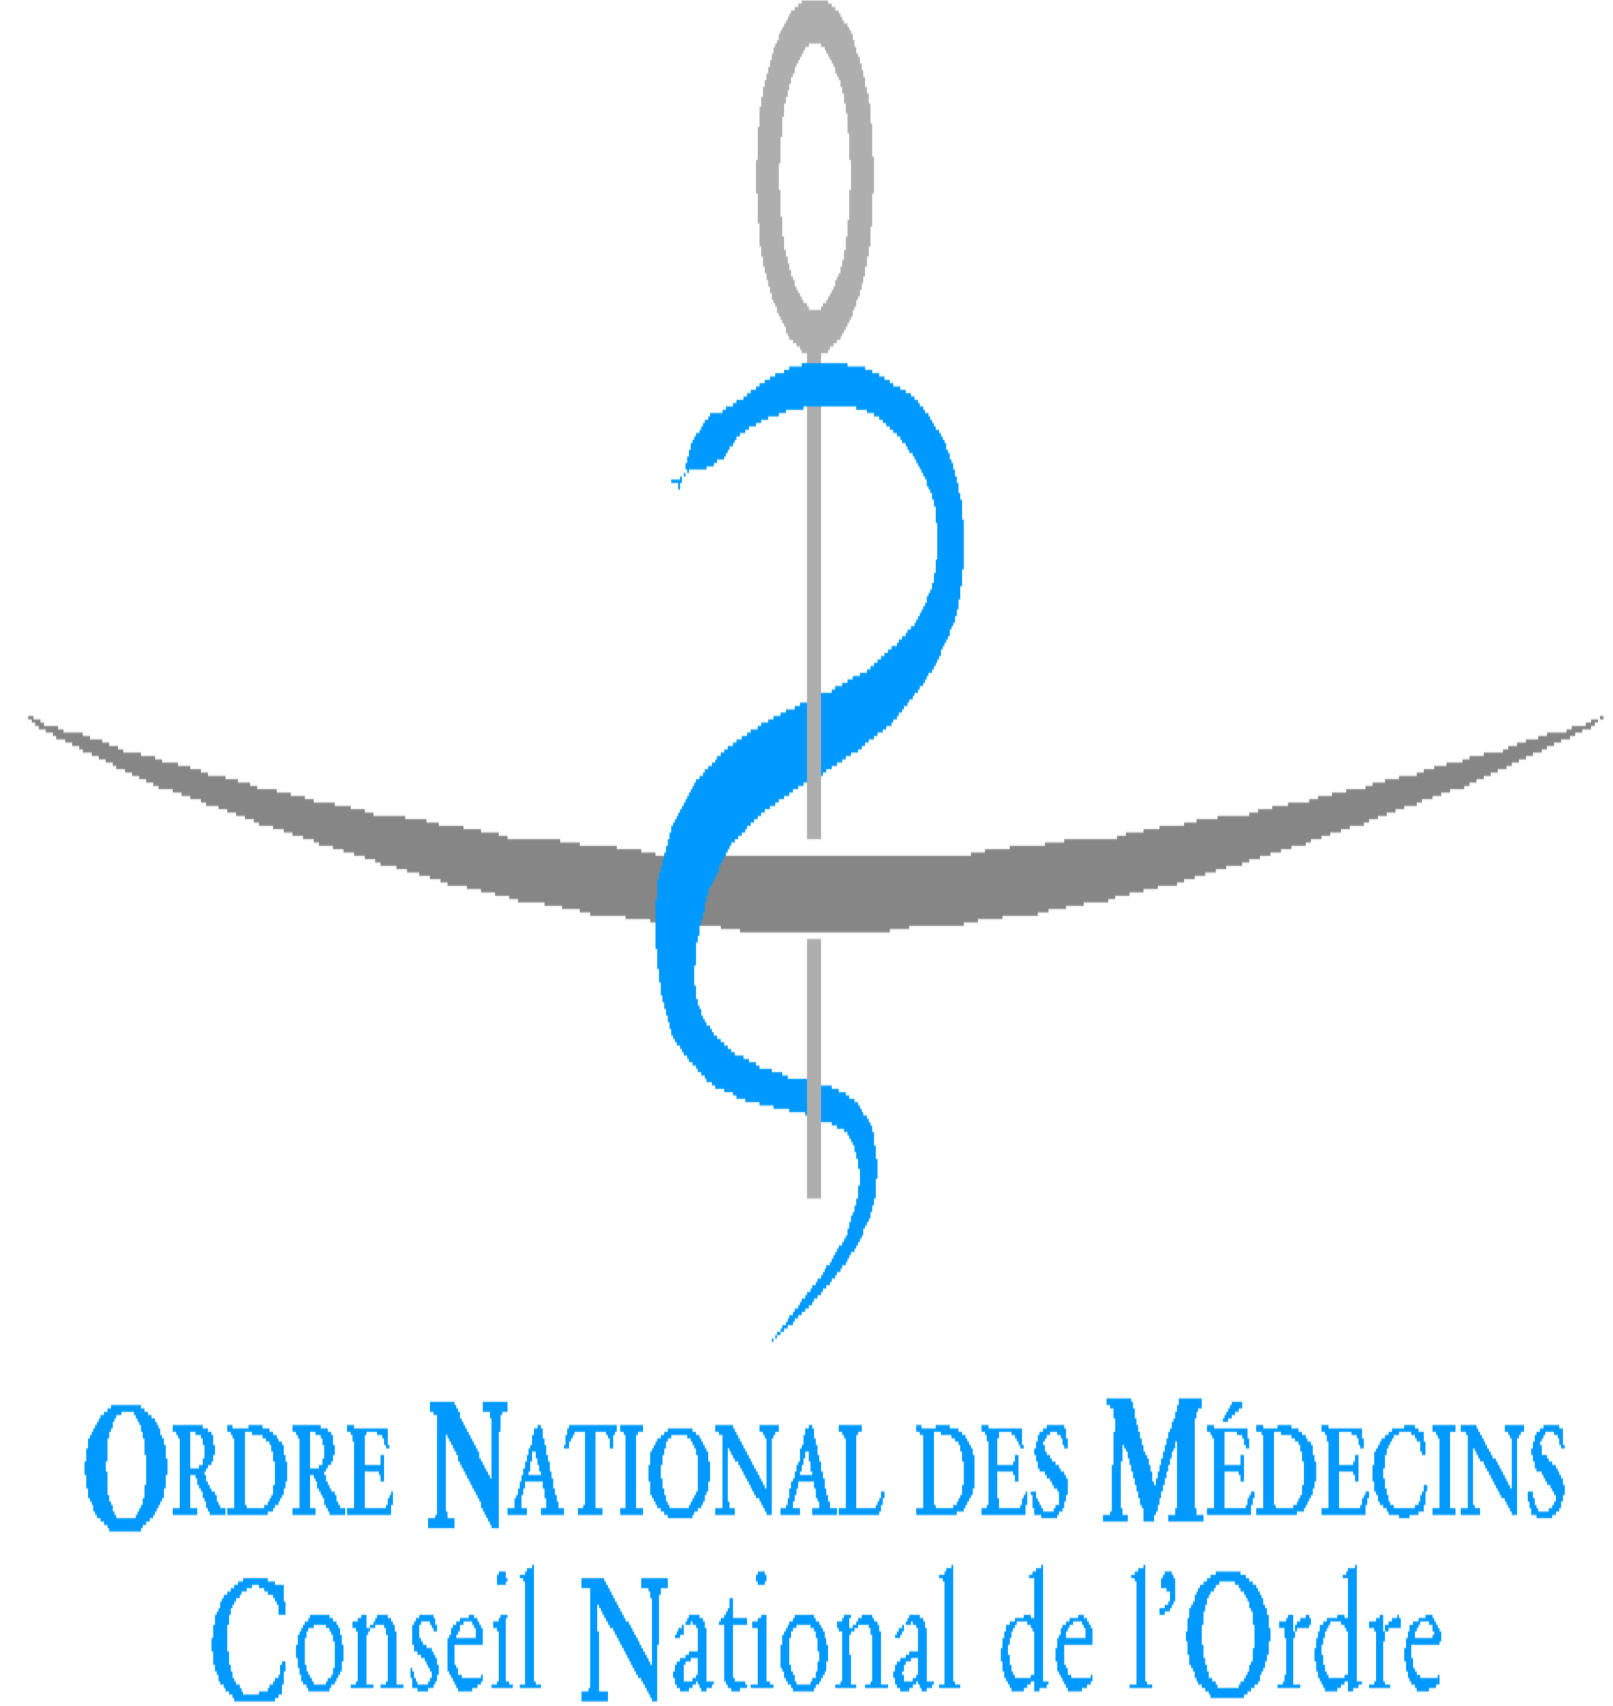 ORDRE NATIONAL DES MÉDECINS
Conseil National de l’Ordre